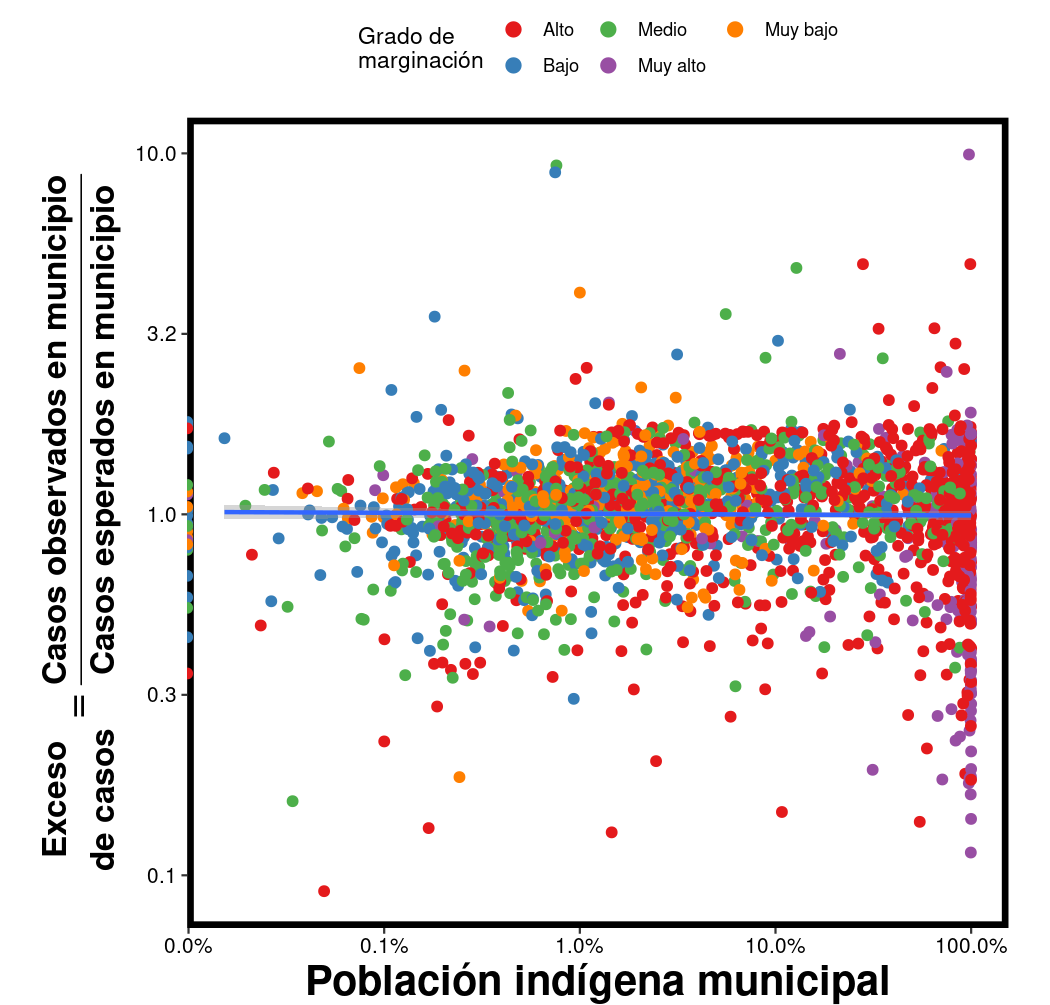 Grado de
marginación
Alto
Medio
Muy bajo
Bajo
Muy alto
10.0
3.2
1.0
0.3
0.1
Exceso
de casos
=
Casos observados en municipio
Casos esperados en municipio
0.0%
0.1%
1.0%
10.0%
100.0%
Población indígena municipal